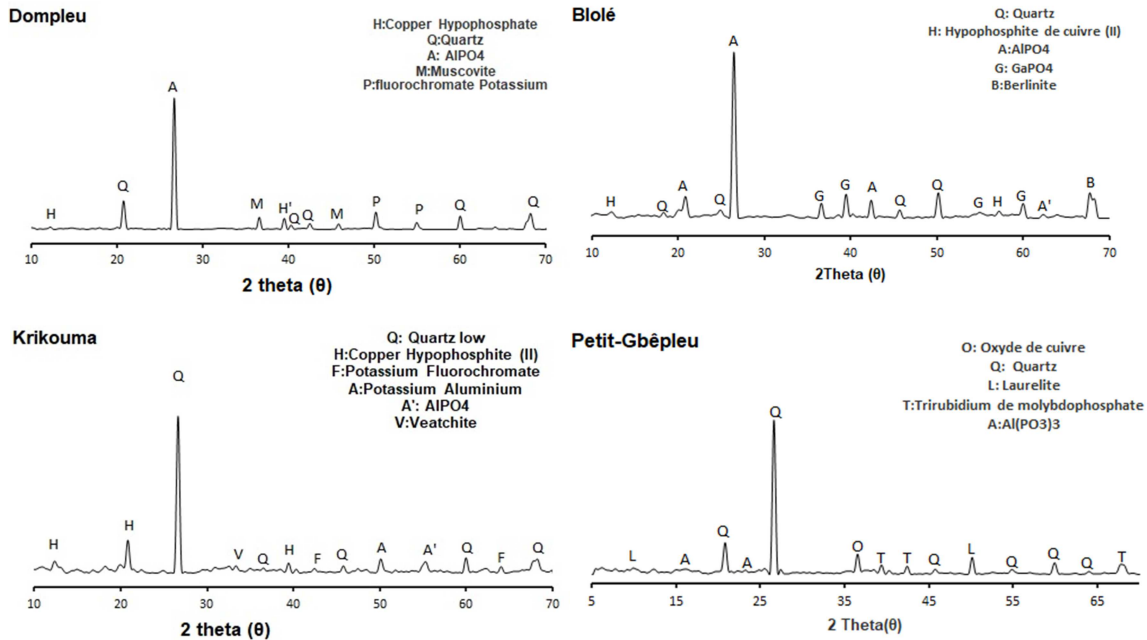 Dompleu
H:Copper Hypophosphate
Q:Quartz
A: AlPO4
M:Muscovite
P:fluorochromate Potassium
A
Q
H
M
H'
Q
Q
M
P
P
Q
Q
10 20 30 40 50 60 70
2 theta (θ)
Blolé
Q: Quartz
H: Hypophosphite de cuivre (II)
A:AlPO4
G: GaPO4
B:Berlinite
A
H
Q
A
Q
G
G
A
Q
Q
G
H
G
A'
B
10 20 30 40 50 60 70
2Theta (θ)
Krikouma
Q: Quartz low
H:Copper Hypophosphite (II)
F:Potassium Fluorochromate
A:Potassium Aluminium
A': AlPO4
V:Veatchite
Q
H
H
V
Q
H
F
Q
A
A'
Q
F
Q
10 20 30 40 50 60 70
2 theta (θ)
Petit-Gbêpleu
O: Oxyde de cuivre
Q: Quartz
L: Laurelite
T:Trirubidium de molybdophosphate
A:Al(PO3)3
Q
L
A
Q
A
O
T
T
Q
L
Q
Q
Q
T
5 15 25 35 45 55 65
2 Theta(θ)